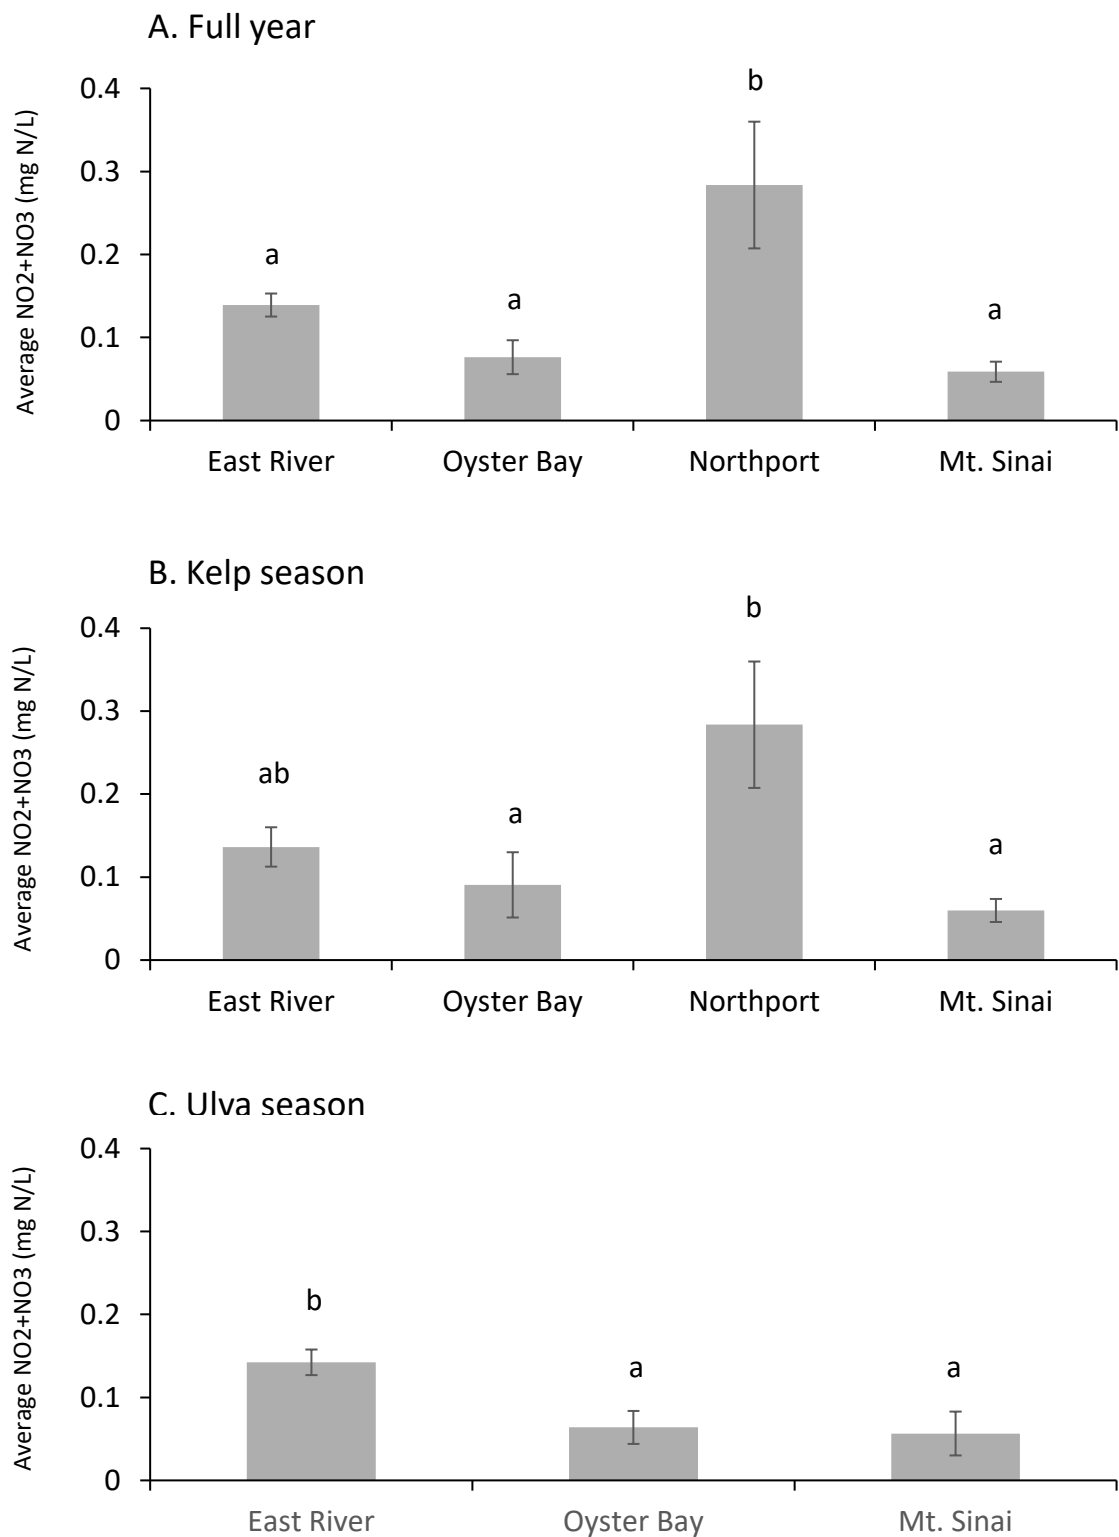 A. Full year
Average NO2+NO3 (mg N/L)
0.4
0.3
0.2
0.1
0
a
a
b
a
East River
Oyster Bay
Northport
Mt. Sinai
B. Kelp season
Average NO2+NO3 (mg N/L)
0.4
0.3
0.2
0.1
0
ab
a
b
a
East River
Oyster Bay
Northport
Mt. Sinai
C. Ulva season
Average NO2+NO3 (mg N/L)
0.4
0.3
0.2
0.1
0
b
a
a
East River
Oyster Bay
Mt. Sinai